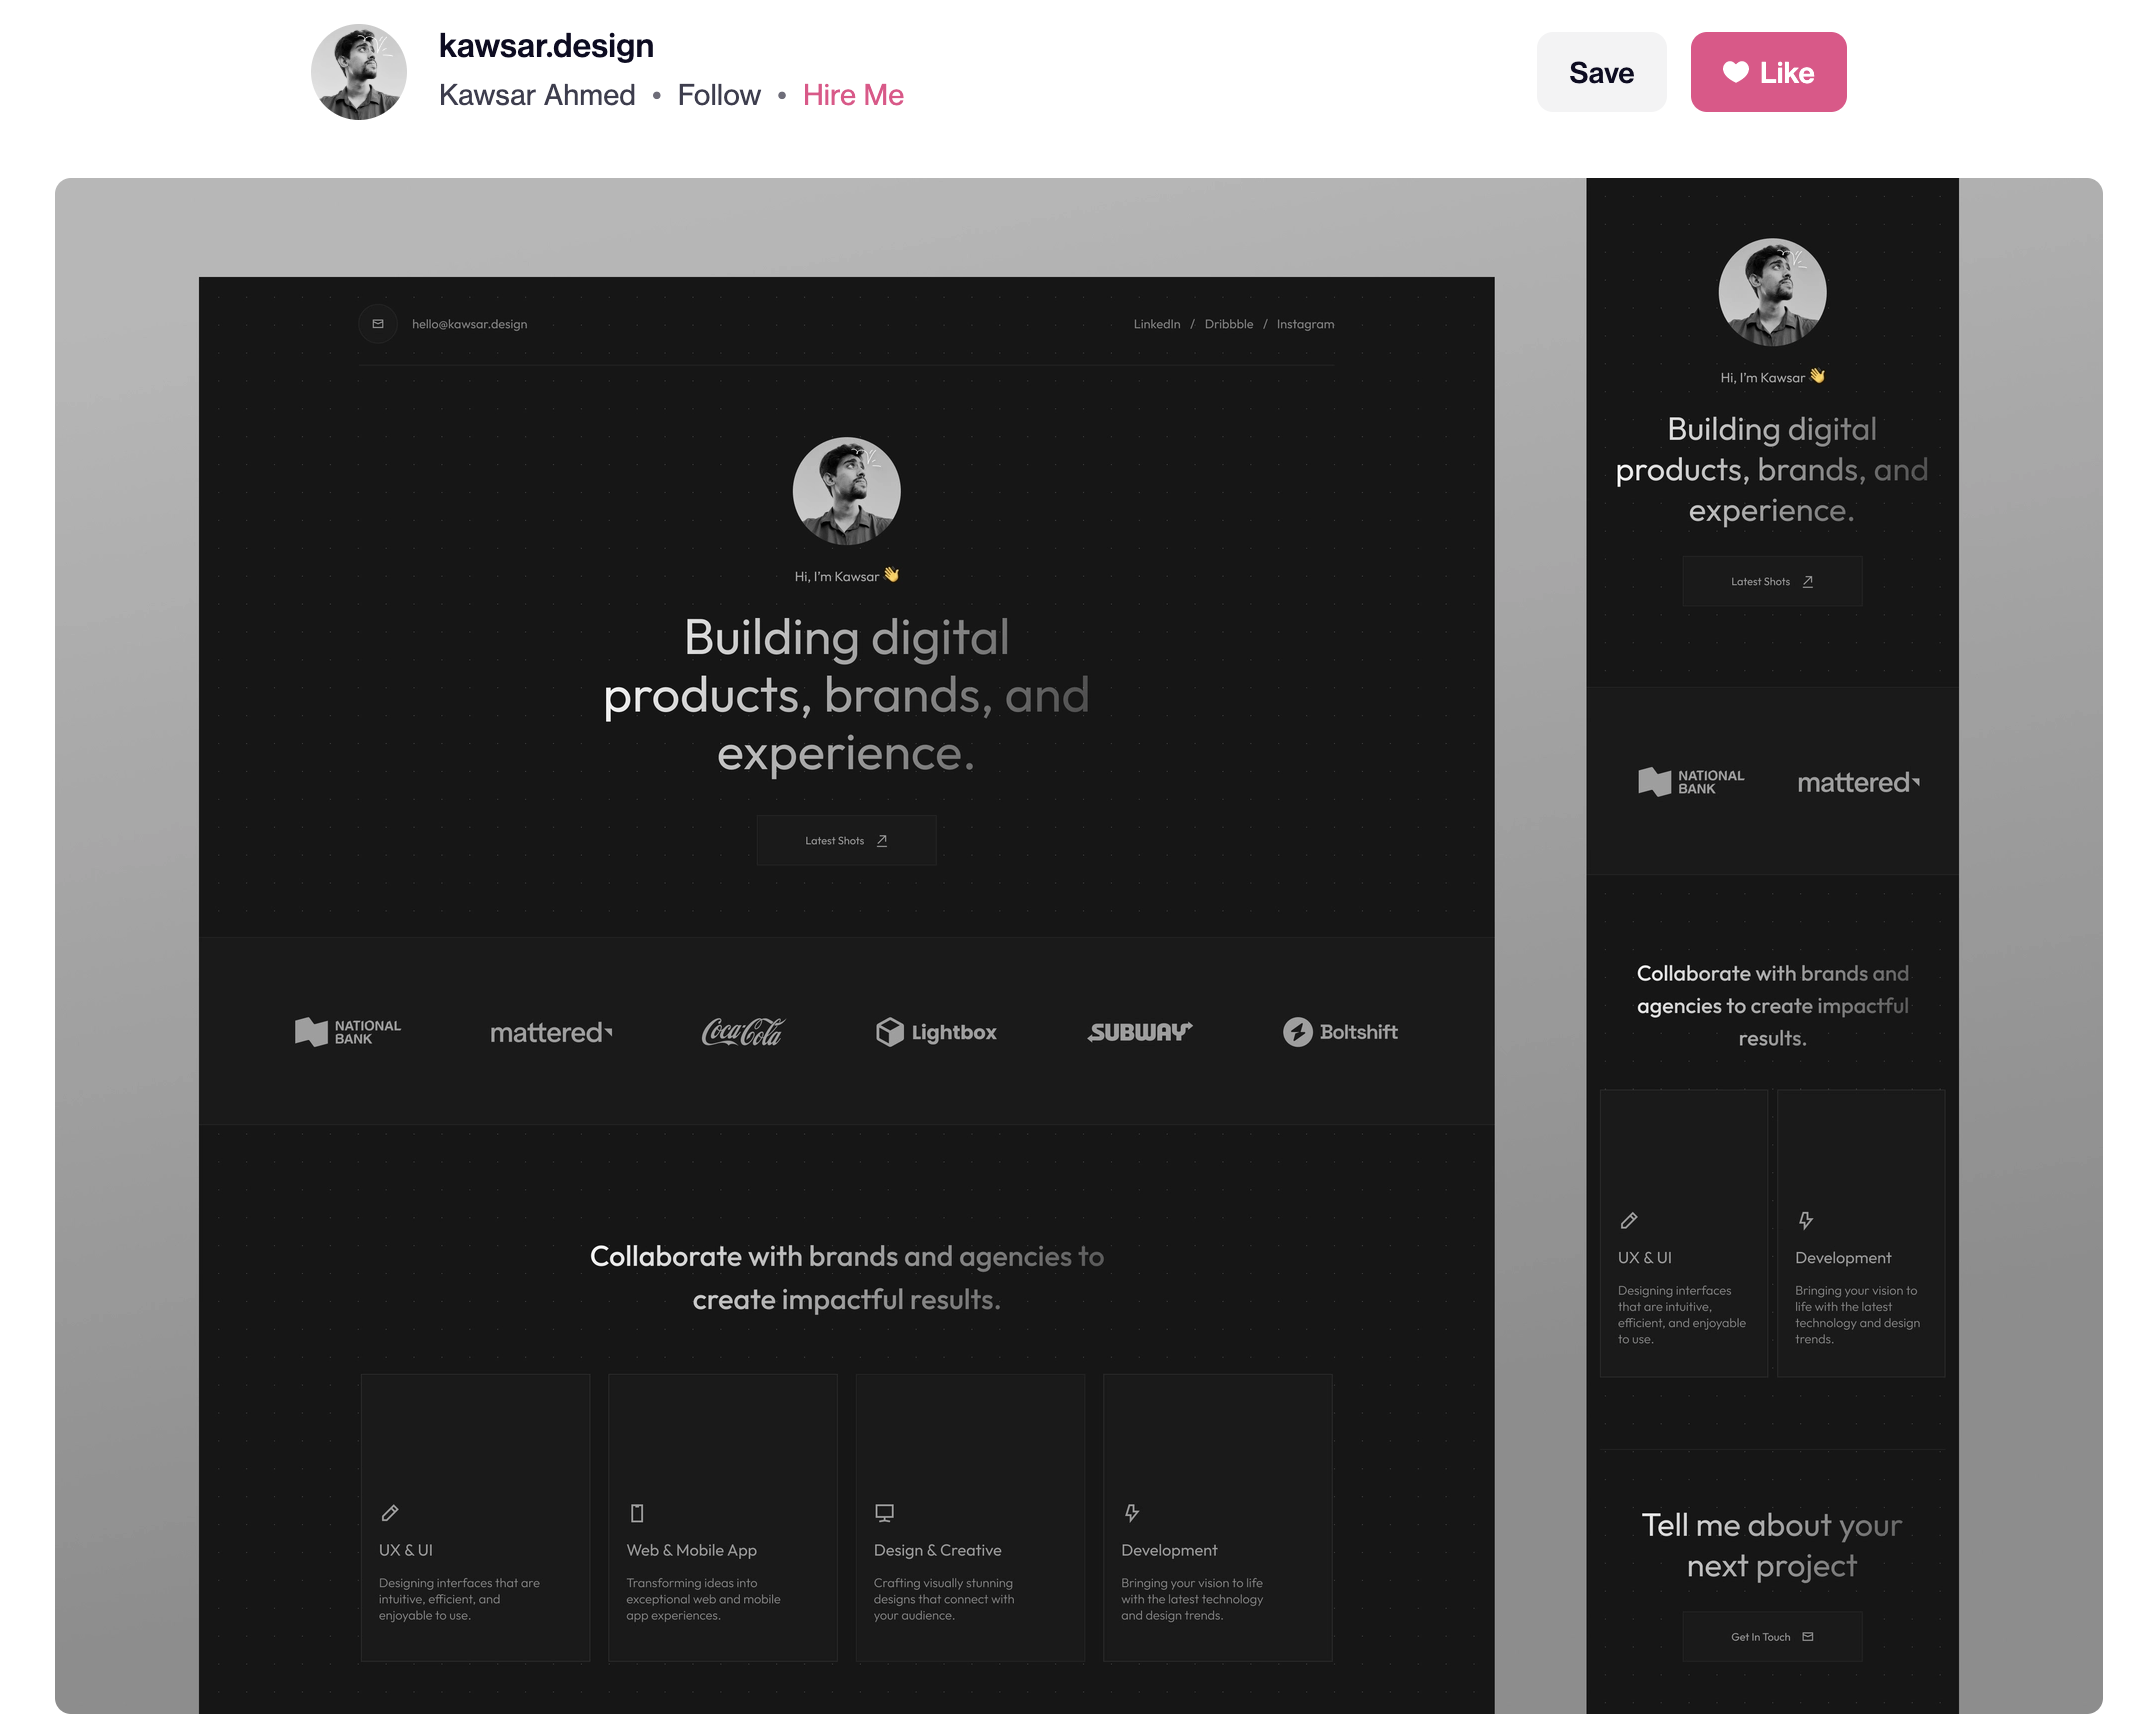 kawsar.design
Kawsar Ahmed • Follow • Hire Me
Save
Like
hello@kawsar.design
LinkedIn / Dribbble / Instagram
Hi, I'm Kawsar 👋
Building digital
products, brands, and
experience.
Latest Shots
NATIONAL
BANK
mattered
Coca-Cola
Lightbox
SUBWAY
Boltshift
Collaborate with brands and agencies to
create impactful results.
UX & UI
Designing interfaces that are
intuitive, efficient, and
enjoyable to use.
Web & Mobile App
Transforming ideas into
exceptional web and mobile
app experiences.
Design & Creative
Crafting visually stunning
designs that connect with
your audience.
Development
Bringing your vision to life
with the latest technology
and design trends.
Hi, I'm Kawsar 👋
Building digital
products, brands, and
experience.
Latest Shots
NATIONAL
BANK
mattered
Collaborate with brands and
agencies to create impactful
results.
UX & UI
Designing interfaces
that are intuitive,
efficient, and enjoyable
to use.
Development
Bringing your vision to
life with the latest
technology and design
trends.
Tell me about your
next project
Get In Touch